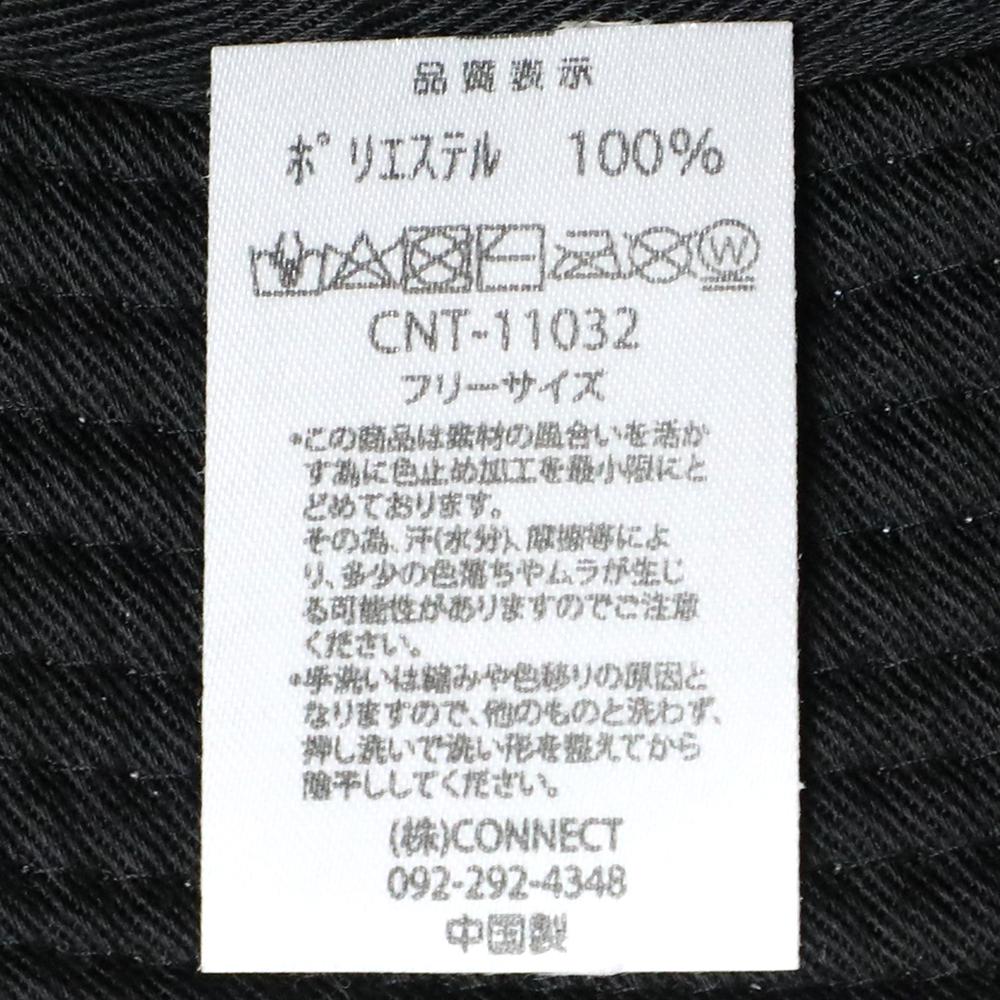 品質表示
ポリエステル 100%
W
CNT-11032
フリーサイズ
*この商品は素材の風合いを活か
す為に色止め加工を最小限にと
どめております。
その為、汗(水分)、摩擦等によ
り、多少の色落ちやムラが生じ
る可能性がありますのでご注意
ください。
*手洗いは縮みや色移りの原因と
なりますので、他のものと洗わず、
押し洗いで洗い形を整えてから
陰干ししてください。
(株)CONNECT
092-292-4348
中国製